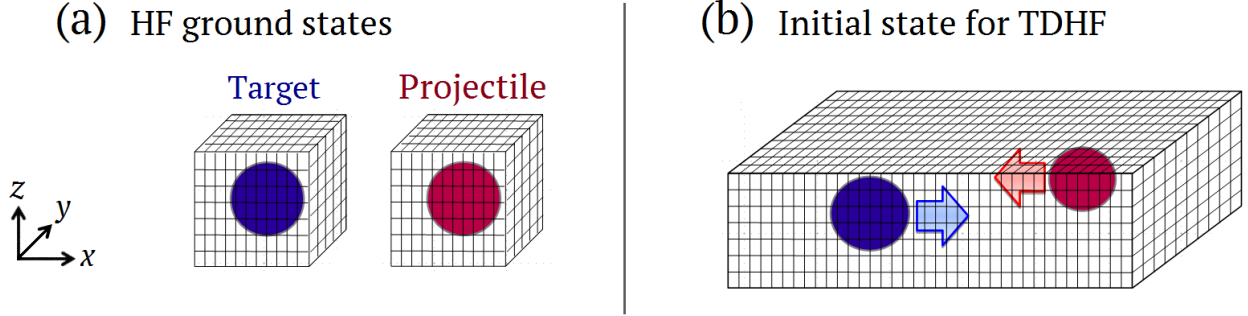 (a) HF ground states
Target
Projectile
z
y
x
(b) Initial state for TDHF